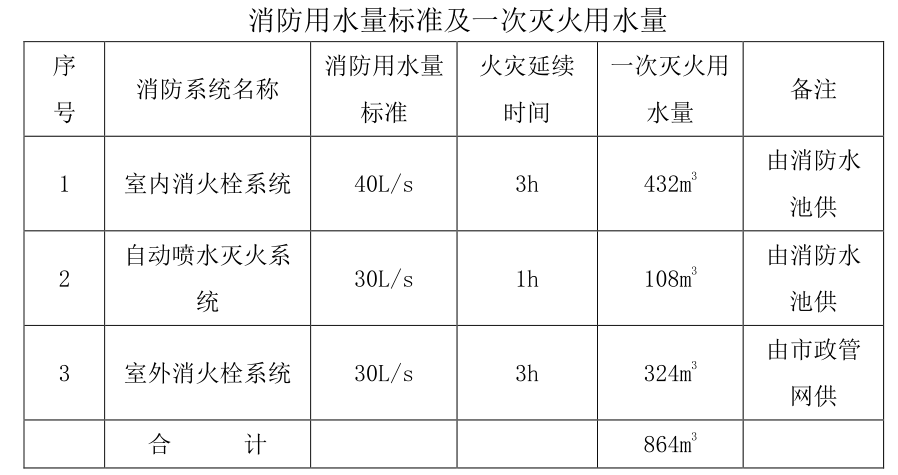 消防用水量标准及一次灭火用水量
序号 消防系统名称 消防用水量标准 火灾延续时间 一次灭火用水量 备注
1 室内消火栓系统 40L/s 3h 432m³ 由消防水池供
2 自动喷水灭火系统 30L/s 1h 108m³ 由消防水池供
3 室外消火栓系统 30L/s 3h 324m³ 由市政管网供
合 计 864m³